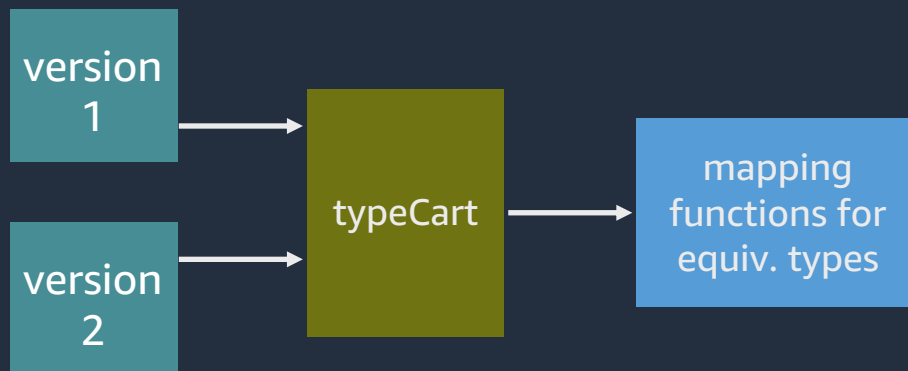 version
1
version
2
typeCart
mapping
functions for
equiv. types